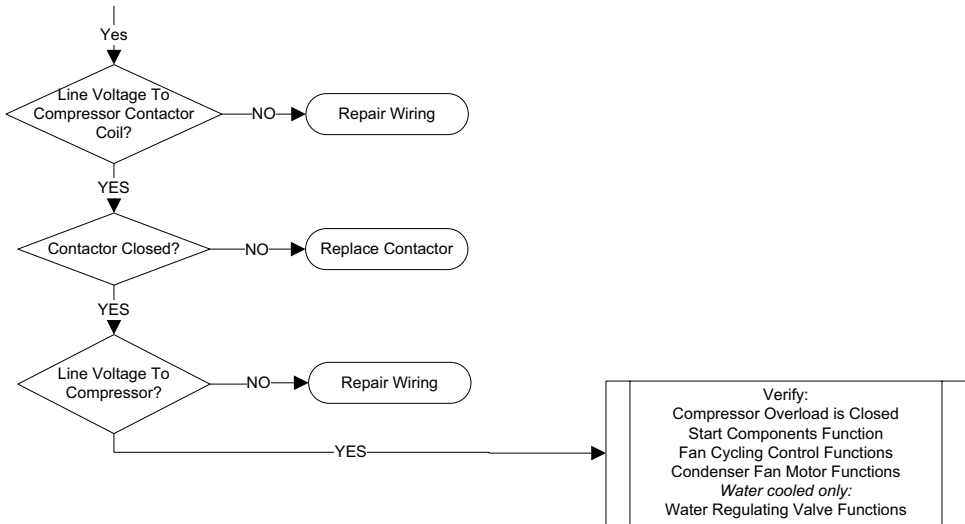 Yes
Line Voltage To
Compressor Contactor
Coil?
NO
Repair Wiring
YES
Contactor Closed?
NO
Replace Contactor
YES
Line Voltage To
Compressor?
NO
Repair Wiring
YES
Verify:
Compressor Overload is Closed
Start Components Function
Fan Cycling Control Functions
Condenser Fan Motor Functions
Water cooled only:
Water Regulating Valve Functions